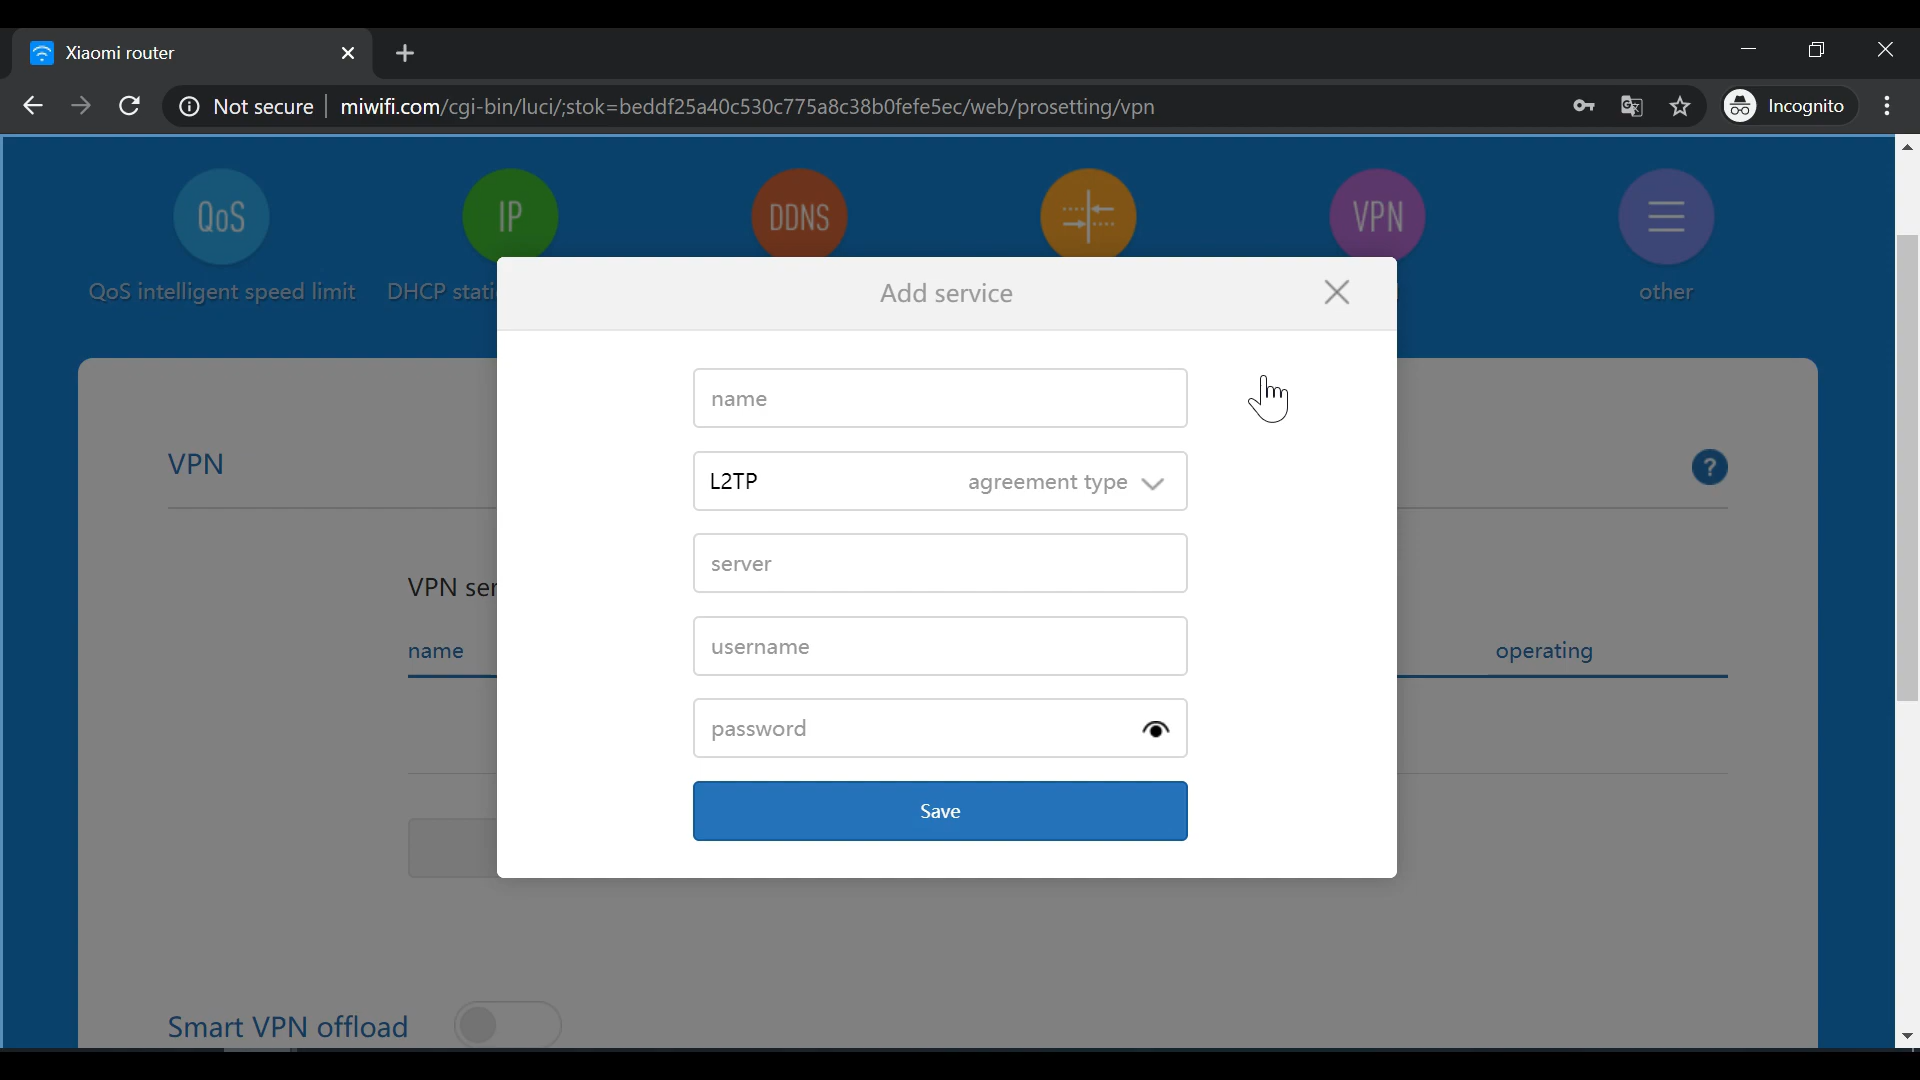 Xiaomi router
Not secure
miwifi.com/cgi-bin/luci/;stok=beddf25a40c530c775a8c38b0fefe5ec/web/prosetting/vpn
Incognito
QoS
IP
DDNS
VPN
QoS intelligent speed limit
DHCP stati
other
Add service
name
L2TP
agreement type
server
username
password
Save
VPN
?
VPN ser
name
operating
Smart VPN offload